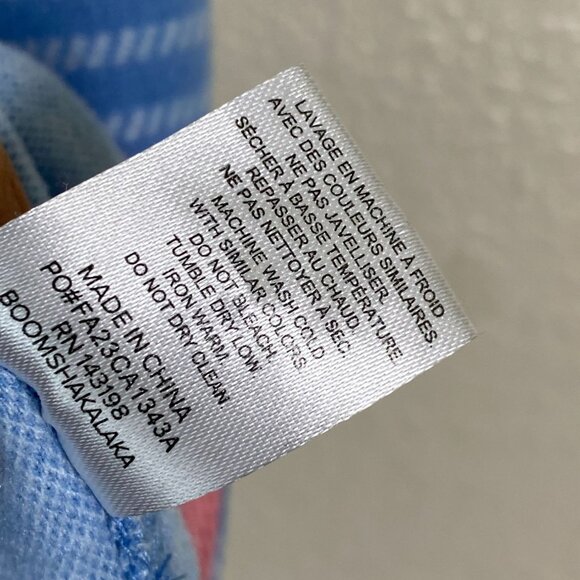 LAVAGE EN MACHINE À FROID
AVEC DES COULEURS SIMILAIRES
NE PAS JAVELLISER.
SÉCHER À BASSE TEMPÉRATURE
REPASSER AU CHAUD
NE PAS NETTOYER À SEC.
MACHINE WASH COLD
WITH SIMILAR COLORS.
DO NOT BLEACH.
TUMBLE DRY LOW
IRON WARM.
DO NOT DRY CLEAN
MADE IN CHINA
PO#FA23CA1343A
RN 143198
BOOMSHAKALAKA